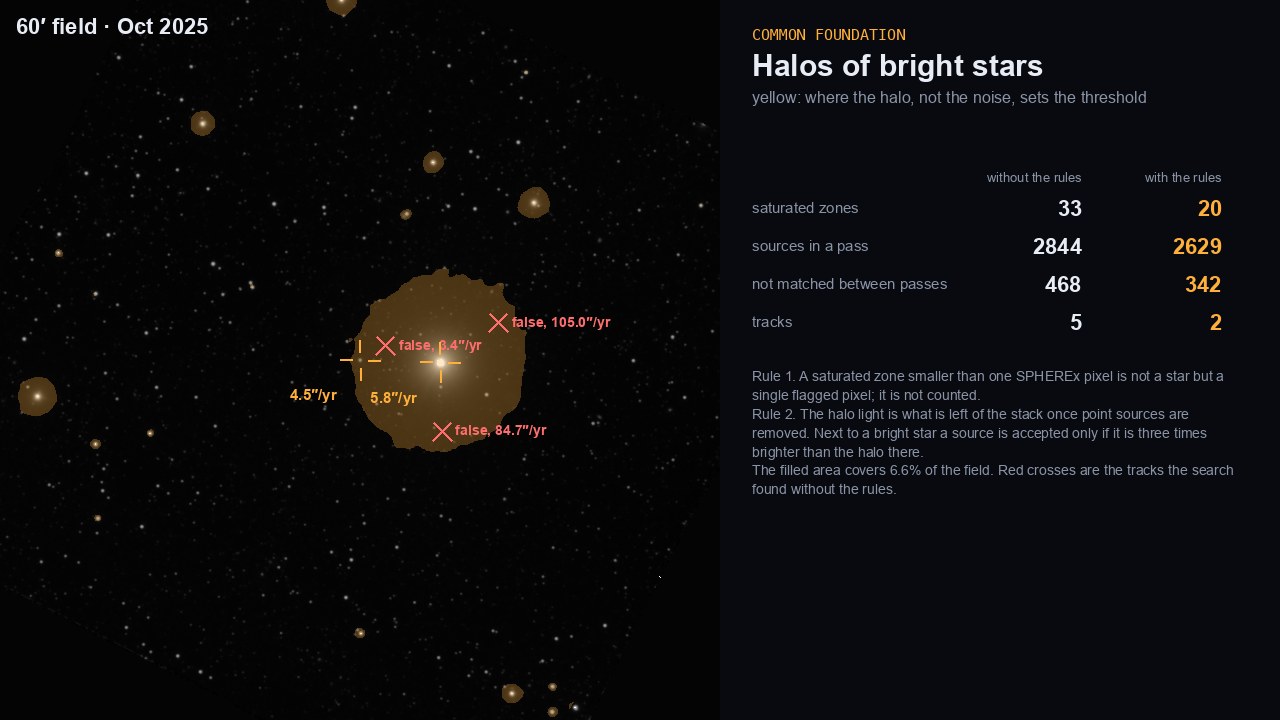 60′ field · Oct 2025
false, 105.0″/yr
false, 3.4″/yr
4.5″/yr
5.8″/yr
false, 84.7″/yr
COMMON FOUNDATION
Halos of bright stars
yellow: where the halo, not the noise, sets the threshold
without the rules with the rules
saturated zones 33 20
sources in a pass 2844 2629
not matched between passes 468 342
tracks 5 2
Rule 1. A saturated zone smaller than one SPHEREx pixel is not a star but a
single flagged pixel; it is not counted.
Rule 2. The halo light is what is left of the stack once point sources are
removed. Next to a bright star a source is accepted only if it is three times
brighter than the halo there.
The filled area covers 6.6% of the field. Red crosses are the tracks the search
found without the rules.